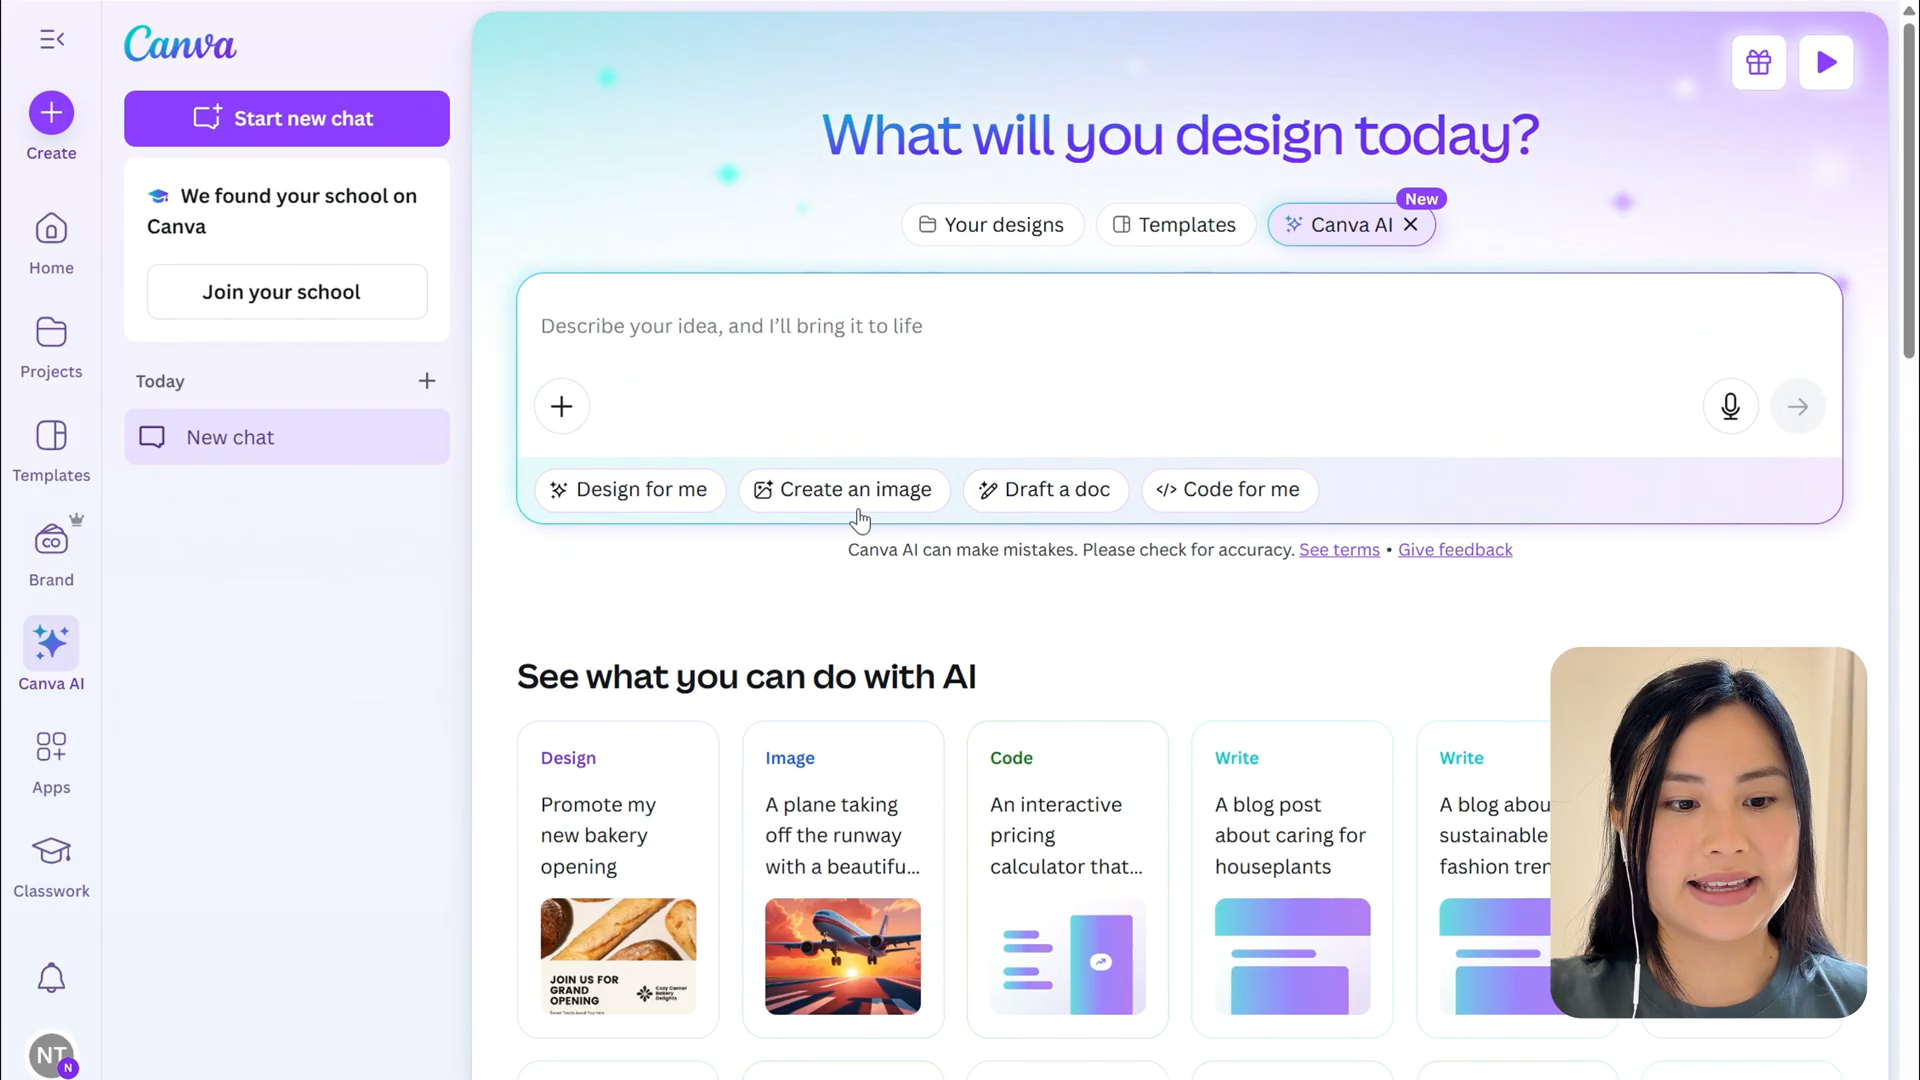 Canva
Start new chat
Create
We found your school on
Canva
Join your school
Home
Projects
Today
New chat
Templates
Brand
CO
Canva AI
Apps
Classwork
NT
N
What will you design today?
New
Your designs
Templates
Canva AI
Describe your idea, and I'll bring it to life
Design for me
Create an image
Draft a doc
</> Code for me
Canva AI can make mistakes. Please check for accuracy. See terms • Give feedback
See what you can do with AI
Design
Promote my
new bakery
opening
JOIN US FOR
GRAND
OPENING
Cozy Corner
Bakery
Delights
Image
A plane taking
off the runway
with a beautifu...
Code
An interactive
pricing
calculator that...
Write
A blog post
about caring for
houseplants
Write
A blog abou
sustainable
fashion tren